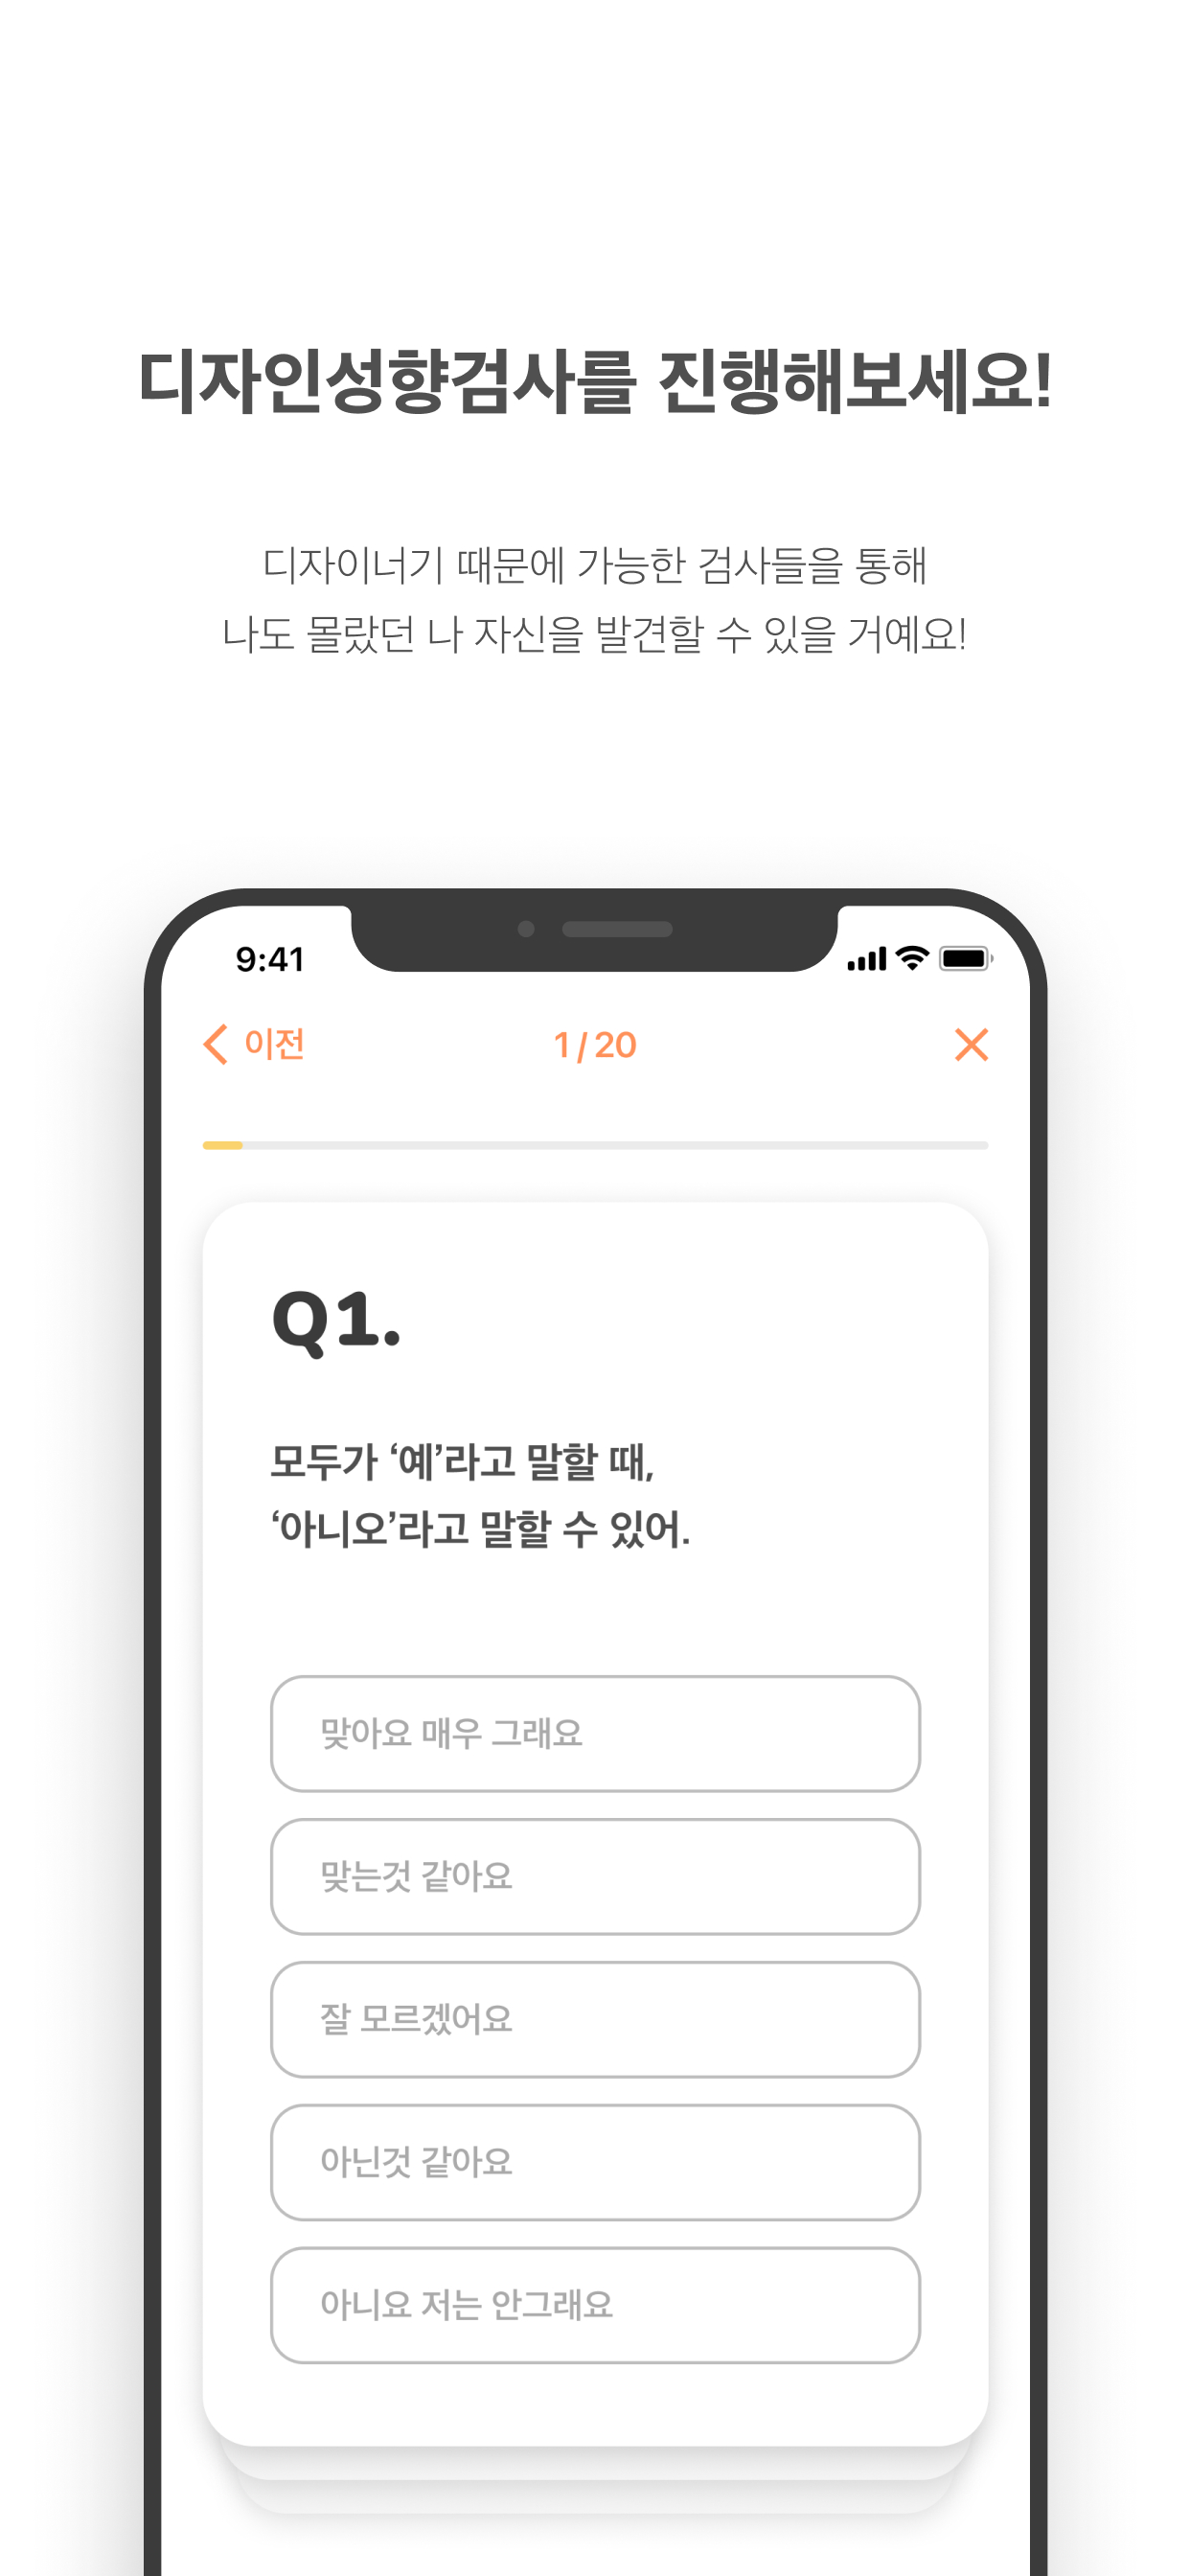 디자인성향검사를 진행해보세요!
디자이너기 때문에 가능한 검사들을 통해
나도 몰랐던 나 자신을 발견할 수 있을 거예요!
9:41
이전
1 / 20
Q1.
모두가 ‘예’라고 말할 때,
‘아니오’라고 말할 수 있어.
맞아요 매우 그래요
맞는것 같아요
잘 모르겠어요
아닌것 같아요
아니요 저는 안그래요